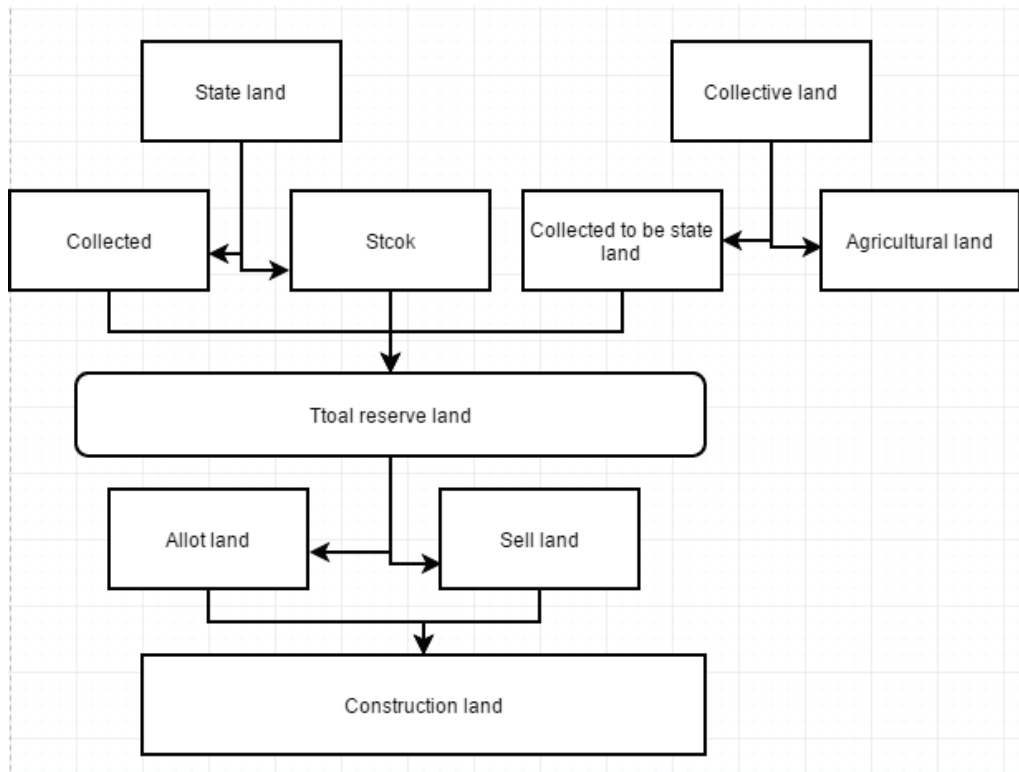 State land
Collective land
Collected
Stcok
Collected to be state
land
Agricultural land
Ttoal reserve land
Allot land
Sell land
Construction land